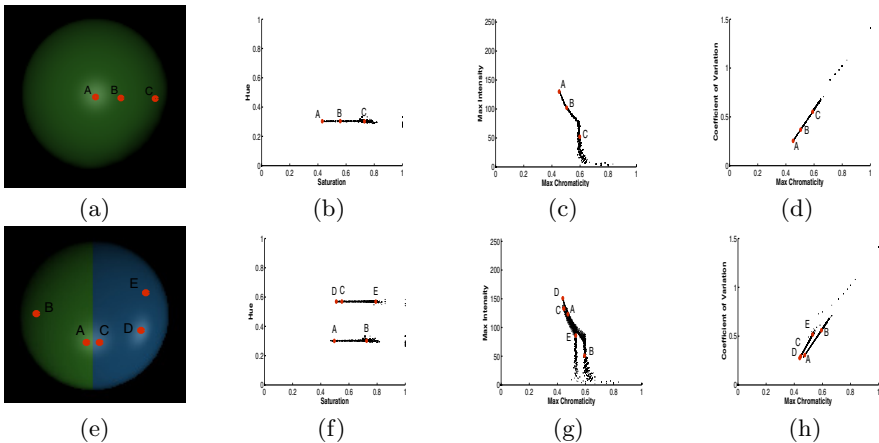 A B C
Hue
1
0.8
0.6
0.4
0.2
0
A B C
0 0.2 0.4 0.6 0.8 1
Saturation
Max Intensity
250
200
150
100
50
0
A
B
C
0 0.2 0.4 0.6 0.8 1
Max Chromaticity
Coefficient of Variation
1.5
1
0.5
0
C
B
A
0 0.2 0.4 0.6 0.8 1
Max Chromaticity
(a) (b) (c) (d)
E
B
D
A C
Hue
1
0.8
0.6
0.4
0.2
0
D C E
A B
0 0.2 0.4 0.6 0.8 1
Saturation
Max Intensity
250
200
150
100
50
0
D
C A
E
B
0 0.2 0.4 0.6 0.8 1
Max Chromaticity
Coefficient of Variation
1.5
1
0.5
0
E
B
C
D A
0 0.2 0.4 0.6 0.8 1
Max Chromaticity
(e) (f) (g) (h)